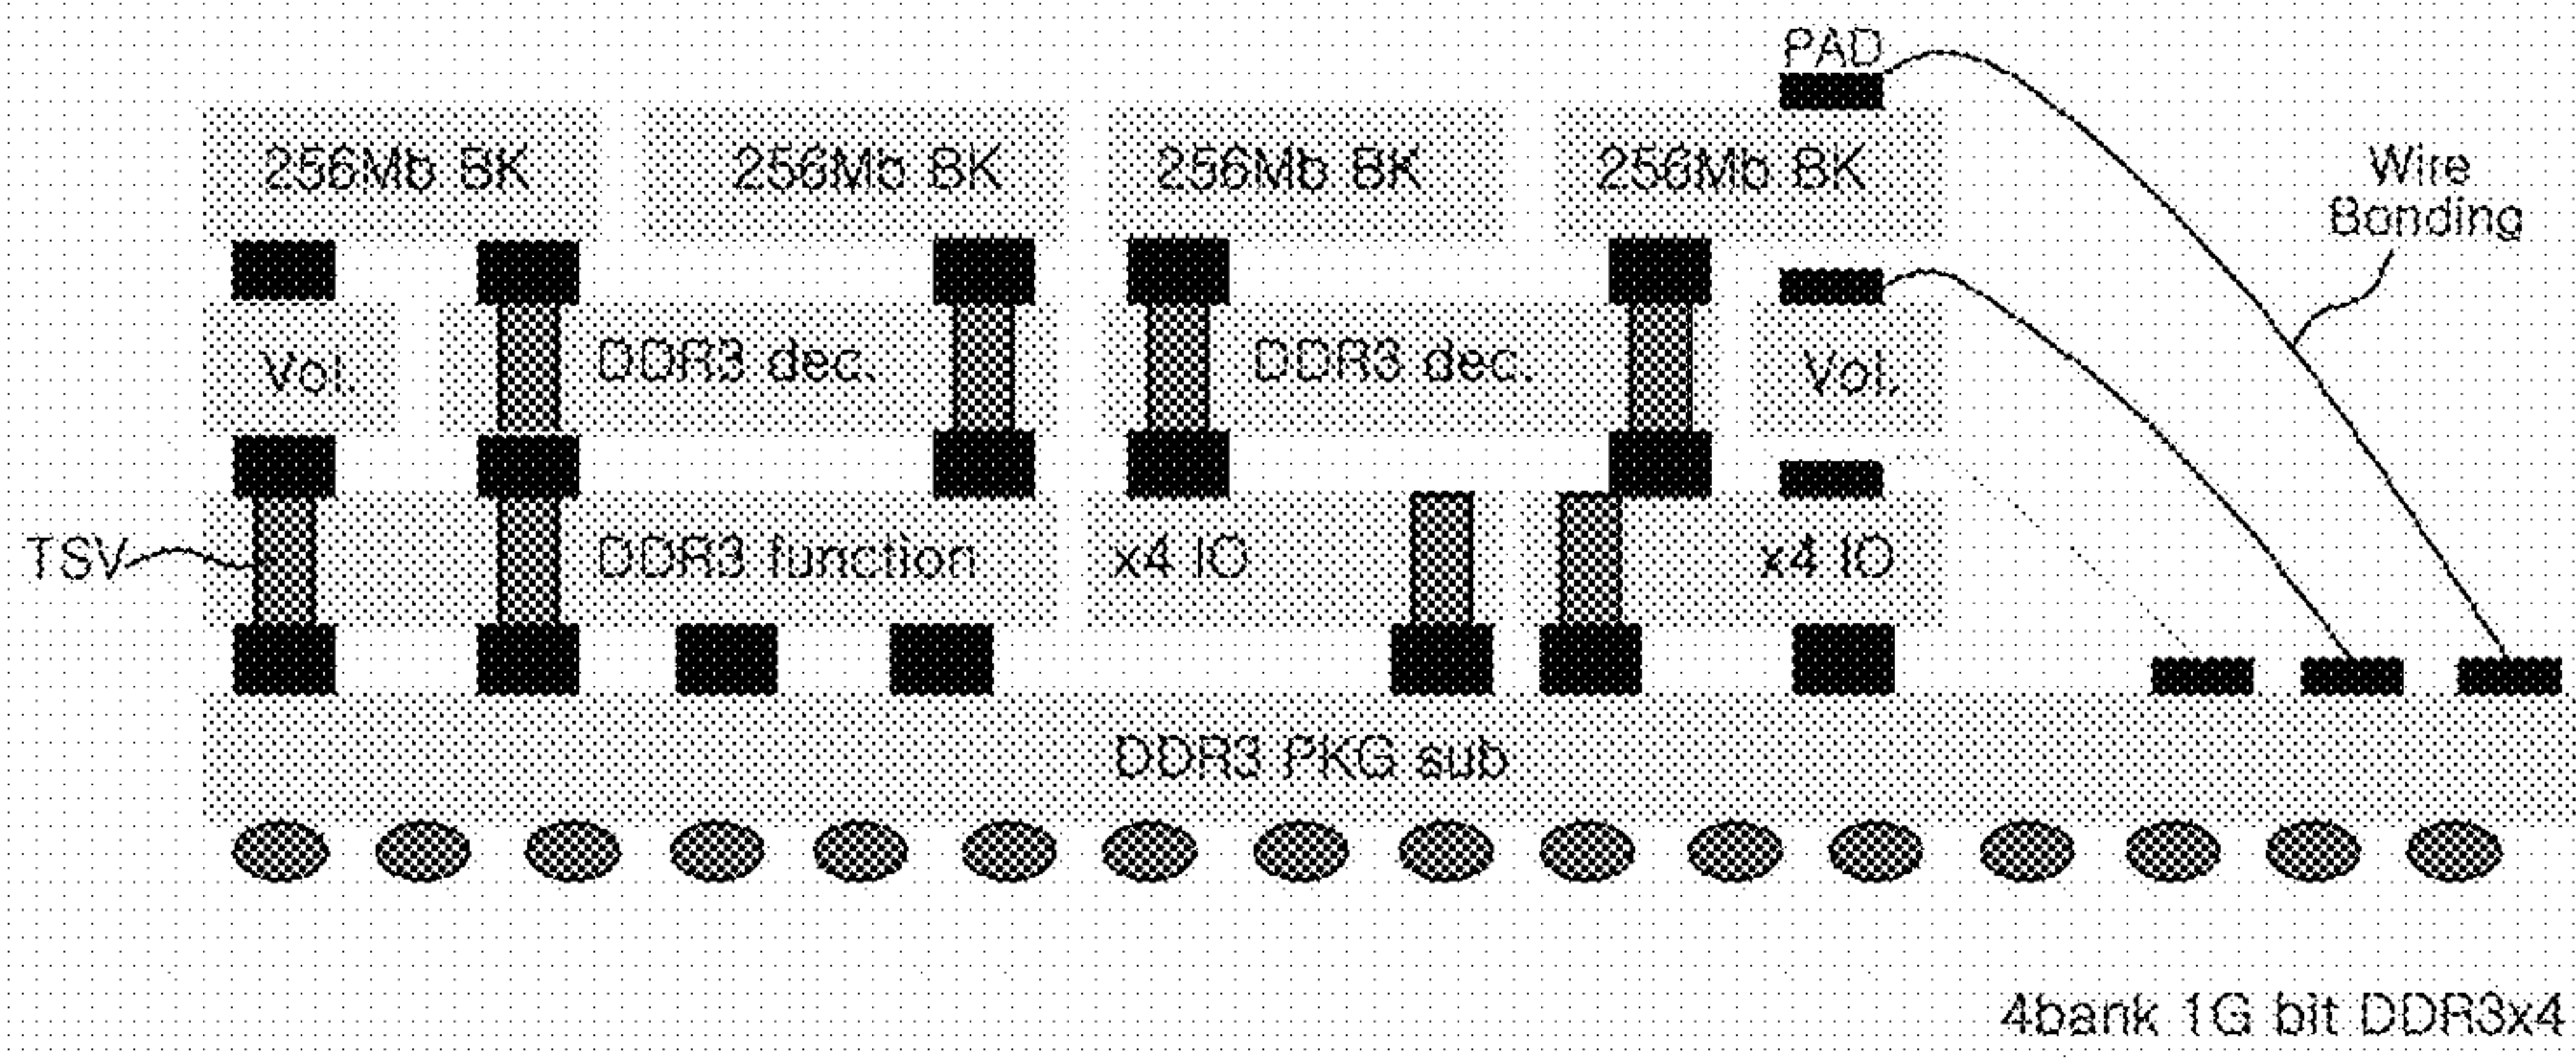 PAD
256Mb BK
256Mb BK
256Mb BK
256Mb BK
Wire
Bonding
Vol.
DDR3 dec.
DDR3 dec.
Vol.
TSV
DDR3 function
x4 IO
x4 IO
DDR3 PKG sub
4bank 1G bit DDR3x4